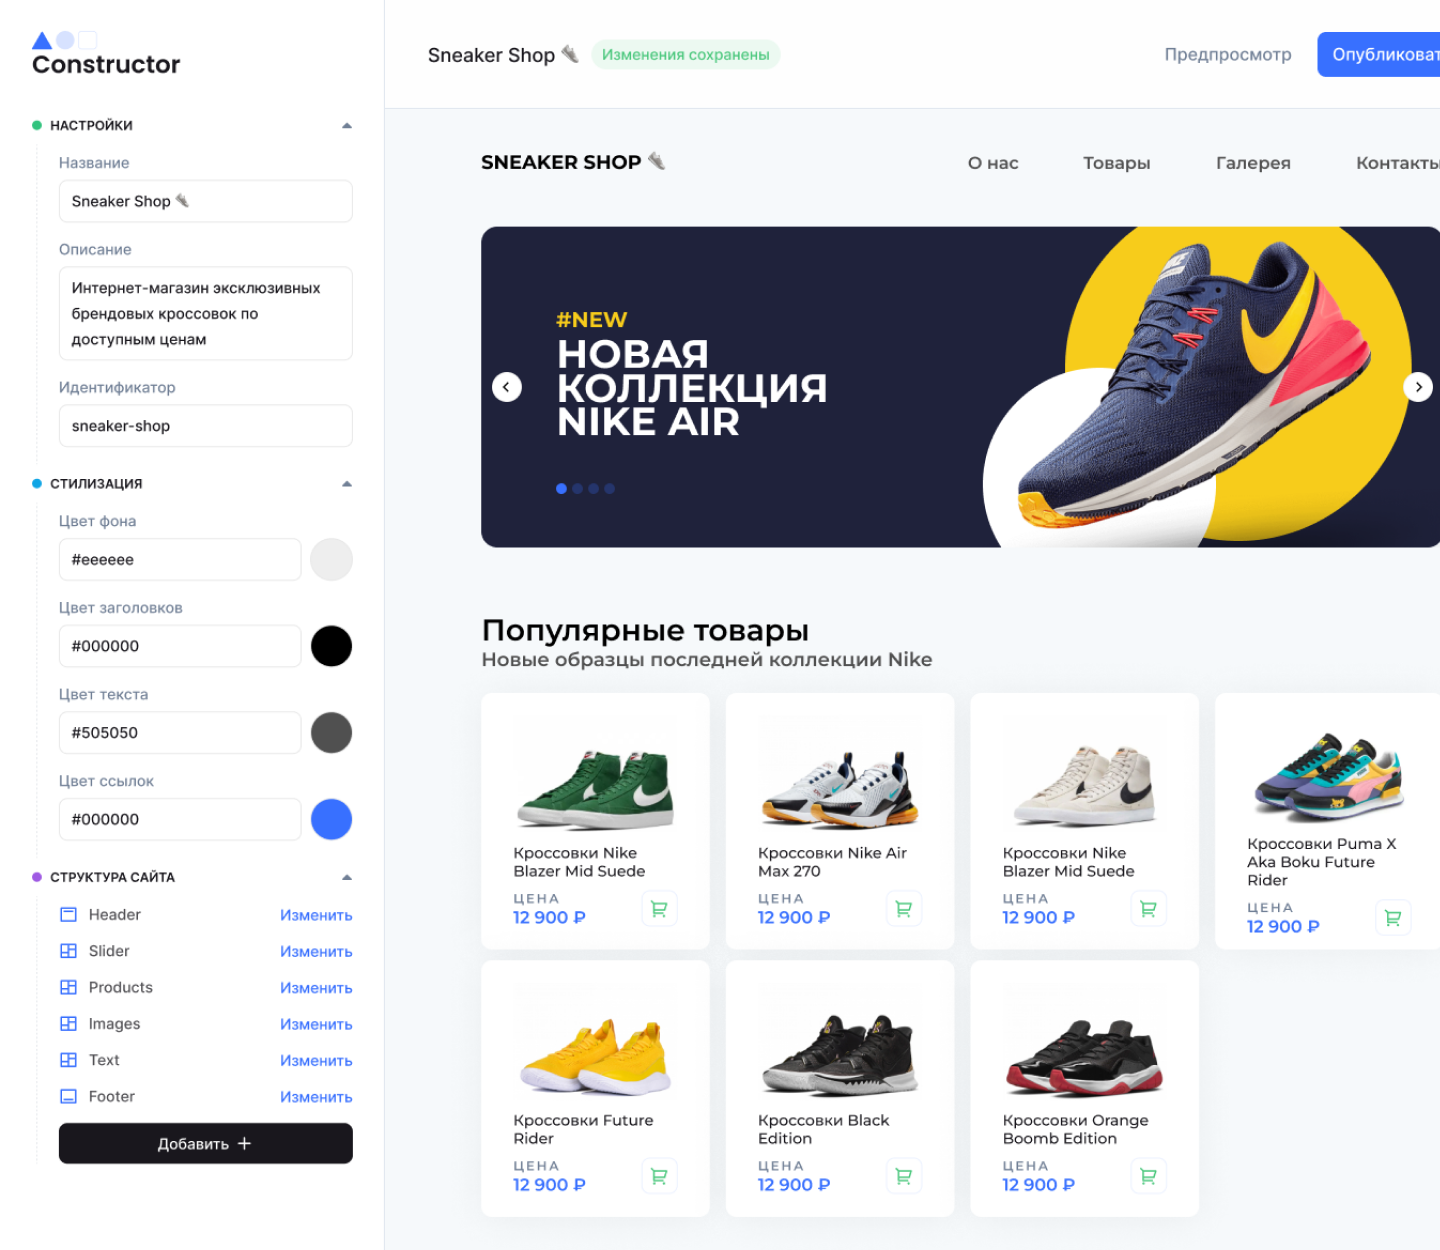 Constructor
НАСТРОЙКИ
Название
Sneaker Shop
Описание
Интернет-магазин эксклюзивных
брендовых кроссовок по
доступным ценам
Идентификатор
sneaker-shop
СТИЛИЗАЦИЯ
Цвет фона
#eeeeee
Цвет заголовков
#000000
Цвет текста
#505050
Цвет ссылок
#000000
СТРУКТУРА САЙТА
Header Изменить
Slider Изменить
Products Изменить
Images Изменить
Text Изменить
Footer Изменить
Добавить +
Sneaker Shop Изменения сохранены Предпросмотр Опубликоват
SNEAKER SHOP О нас Товары Галерея Контакты
#NEW
НОВАЯ
КОЛЛЕКЦИЯ
NIKE AIR
Популярные товары
Новые образцы последней коллекции Nike
Кроссовки Nike
Blazer Mid Suede
ЦЕНА
12 900 ₽
Кроссовки Nike Air
Max 270
ЦЕНА
12 900 ₽
Кроссовки Nike
Blazer Mid Suede
ЦЕНА
12 900 ₽
Кроссовки Puma X
Aka Boku Future
Rider
ЦЕНА
12 900 ₽
Кроссовки Future
Rider
ЦЕНА
12 900 ₽
Кроссовки Black
Edition
ЦЕНА
12 900 ₽
Кроссовки Orange
Boomb Edition
ЦЕНА
12 900 ₽